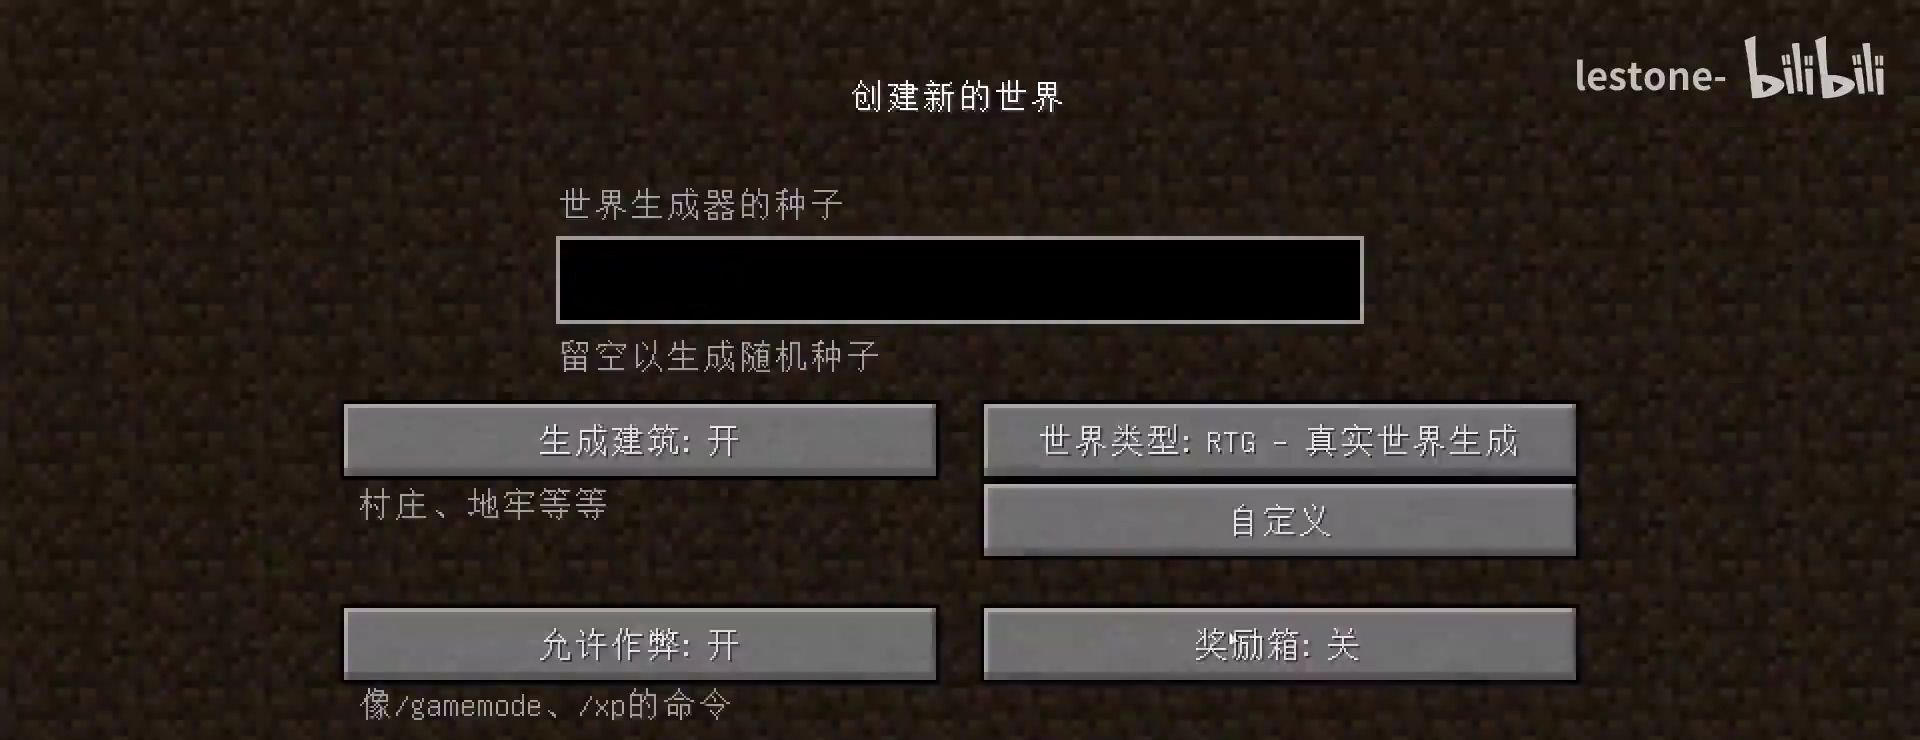 lestone- bilibili
创建新的世界
世界生成器的种子
留空以生成随机种子
生成建筑: 开
世界类型: RTG - 真实世界生成
村庄、地牢等等
自定义
允许作弊: 开
奖励箱: 关
像/gamemode、/xp的命令